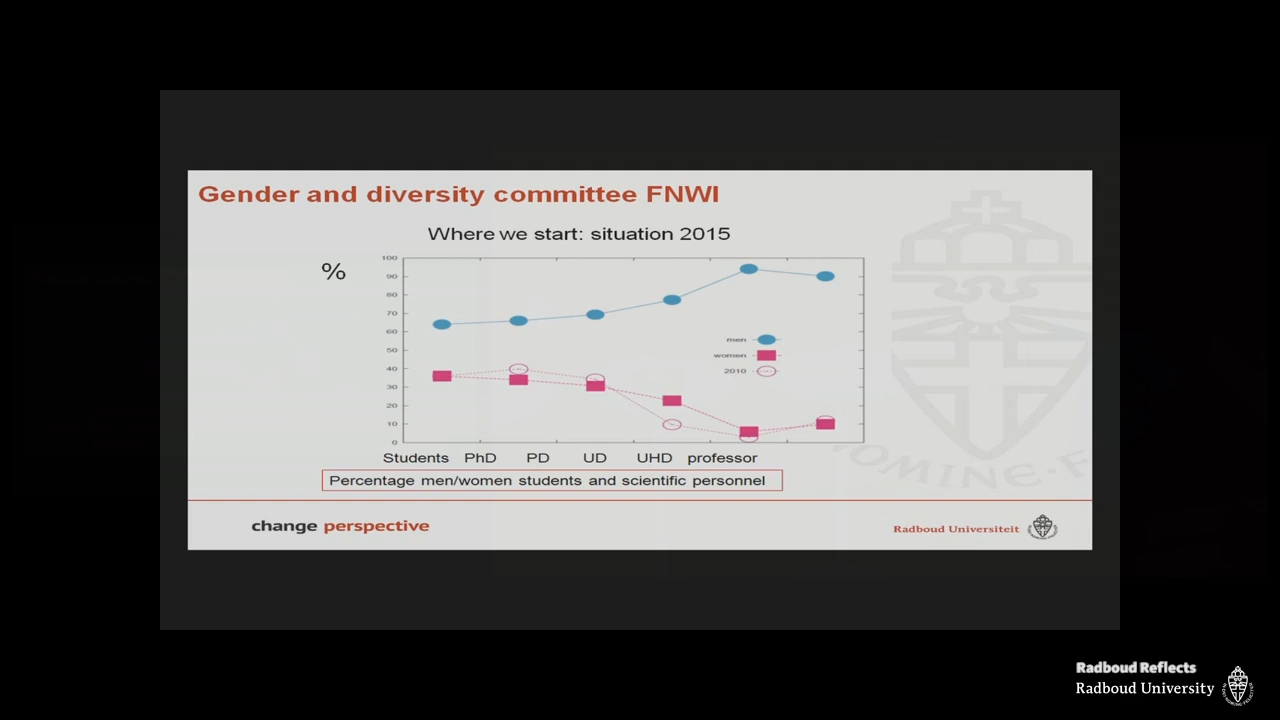 Gender and diversity committee FNWI
Where we start: situation 2015
%
100
90
80
70
60
50
40
30
20
10
0
men
women
2010
Students PhD PD UD UHD professor
Percentage men/women students and scientific personnel
change perspective
Radboud Universiteit
NOMINE · F
Radboud Reflects
Radboud University